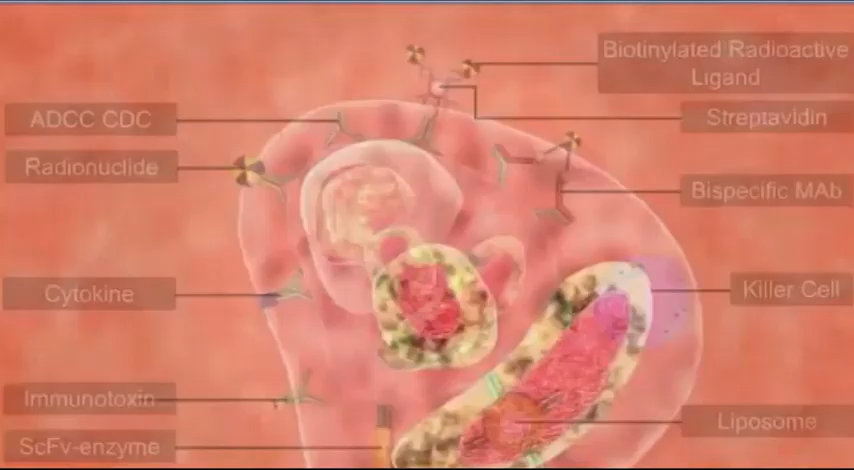 Biotinylated Radioactive
Ligand
ADCC CDC
Streptavidin
Radionuclide
Bispecific MAb
Cytokine
Killer Cell
Immunotoxin
Liposome
ScFv-enzyme